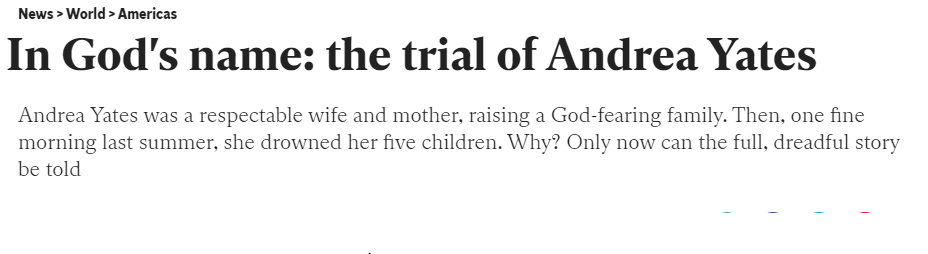 News > World > Americas
In God's name: the trial of Andrea Yates
Andrea Yates was a respectable wife and mother, raising a God-fearing family. Then, one fine
morning last summer, she drowned her five children. Why? Only now can the full, dreadful story
be told